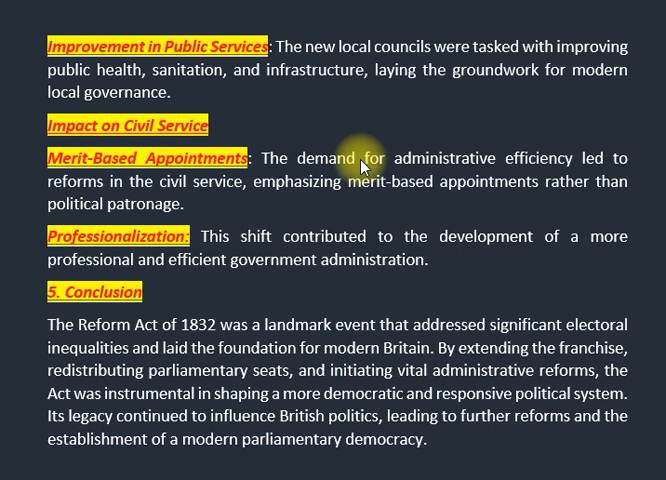 Improvement in Public Services: The new local councils were tasked with improving
public health, sanitation, and infrastructure, laying the groundwork for modern
local governance.
Impact on Civil Service
Merit-Based Appointments: The demand for administrative efficiency led to
reforms in the civil service, emphasizing merit-based appointments rather than
political patronage.
Professionalization: This shift contributed to the development of a more
professional and efficient government administration.
5. Conclusion
The Reform Act of 1832 was a landmark event that addressed significant electoral
inequalities and laid the foundation for modern Britain. By extending the franchise,
redistributing parliamentary seats, and initiating vital administrative reforms, the
Act was instrumental in shaping a more democratic and responsive political system.
Its legacy continued to influence British politics, leading to further reforms and the
establishment of a modern parliamentary democracy.